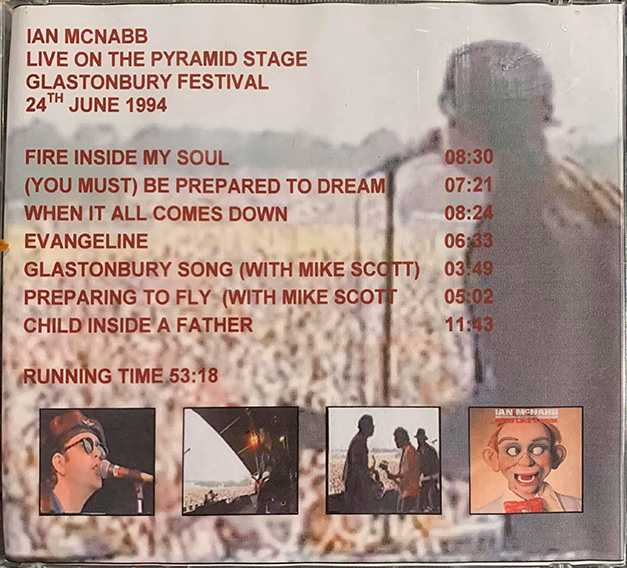 IAN MCNABB
LIVE ON THE PYRAMID STAGE
GLASTONBURY FESTIVAL
24TH JUNE 1994
FIRE INSIDE MY SOUL 08:30
(YOU MUST) BE PREPARED TO DREAM 07:21
WHEN IT ALL COMES DOWN 08:24
EVANGELINE 06:33
GLASTONBURY SONG (WITH MIKE SCOTT) 03:49
PREPARING TO FLY (WITH MIKE SCOTT 05:02
CHILD INSIDE A FATHER 11:43
RUNNING TIME 53:18
IAN MCNABB